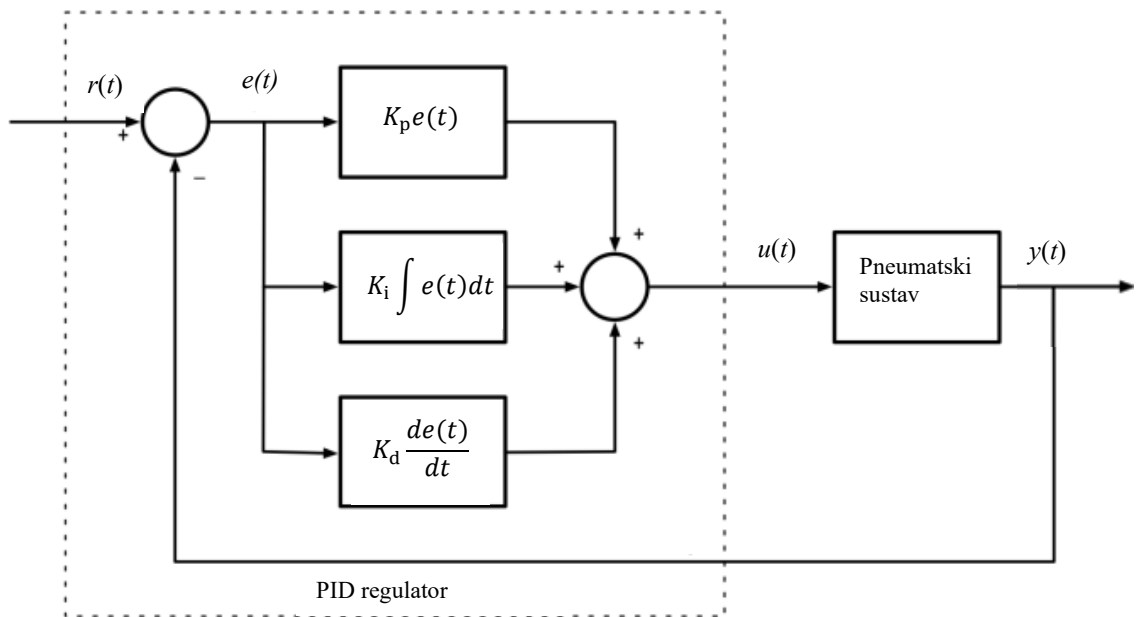 r(t)
e(t)
+
−
K_p e(t)
+
K_i ∫ e(t)dt
+
+
K_d de(t)/dt
u(t)
Pneumatski
sustav
y(t)
PID regulator